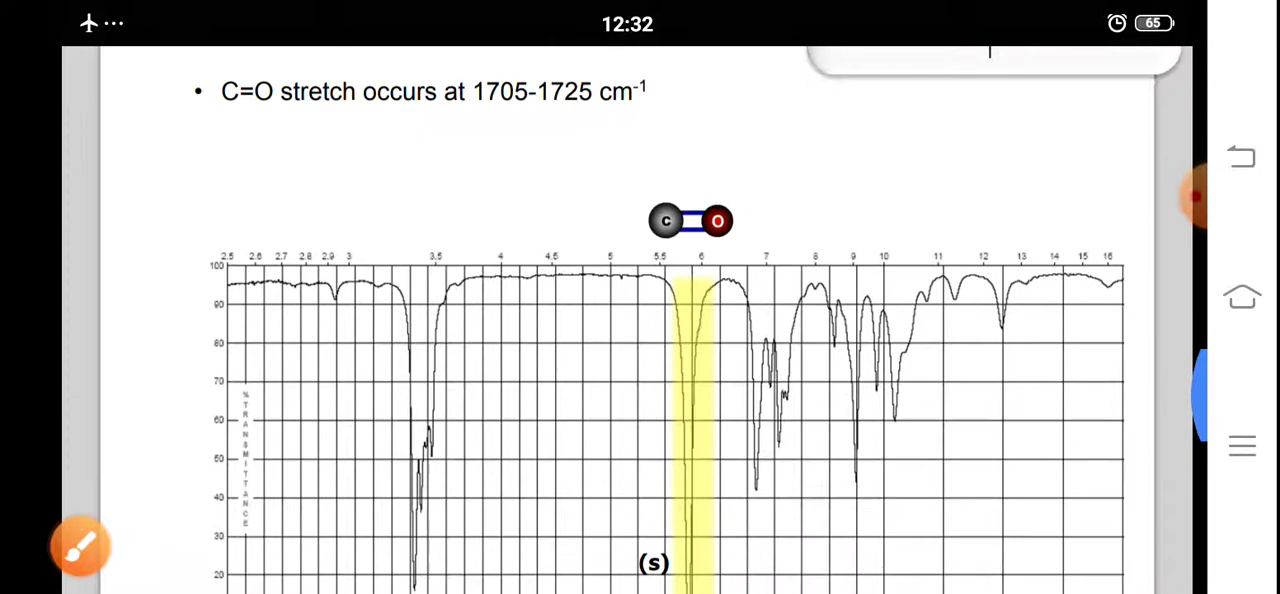 12:32
65
• C=O stretch occurs at 1705-1725 cm-1
C O
2.5 2.6 2.7 2.8 2.9 3 3.5 4 4.5 5 5.5 6 7 8 9 10 11 12 13 14 15 16
100
90
80
70
60
50
40
30
20
%TRANSMITTANCE
(s)